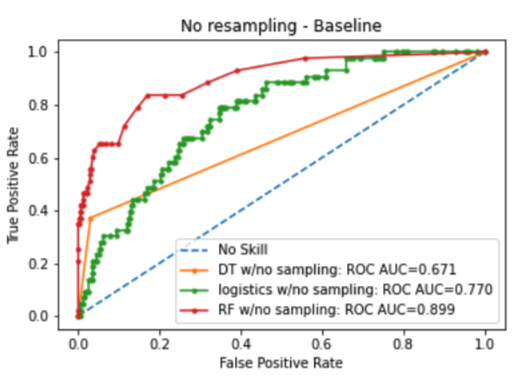 No resampling - Baseline
1.0
0.8
0.6
0.4
0.2
0.0
True Positive Rate
No Skill
DT w/no sampling: ROC AUC=0.671
logistics w/no sampling: ROC AUC=0.770
RF w/no sampling: ROC AUC=0.899
0.0 0.2 0.4 0.6 0.8 1.0
False Positive Rate